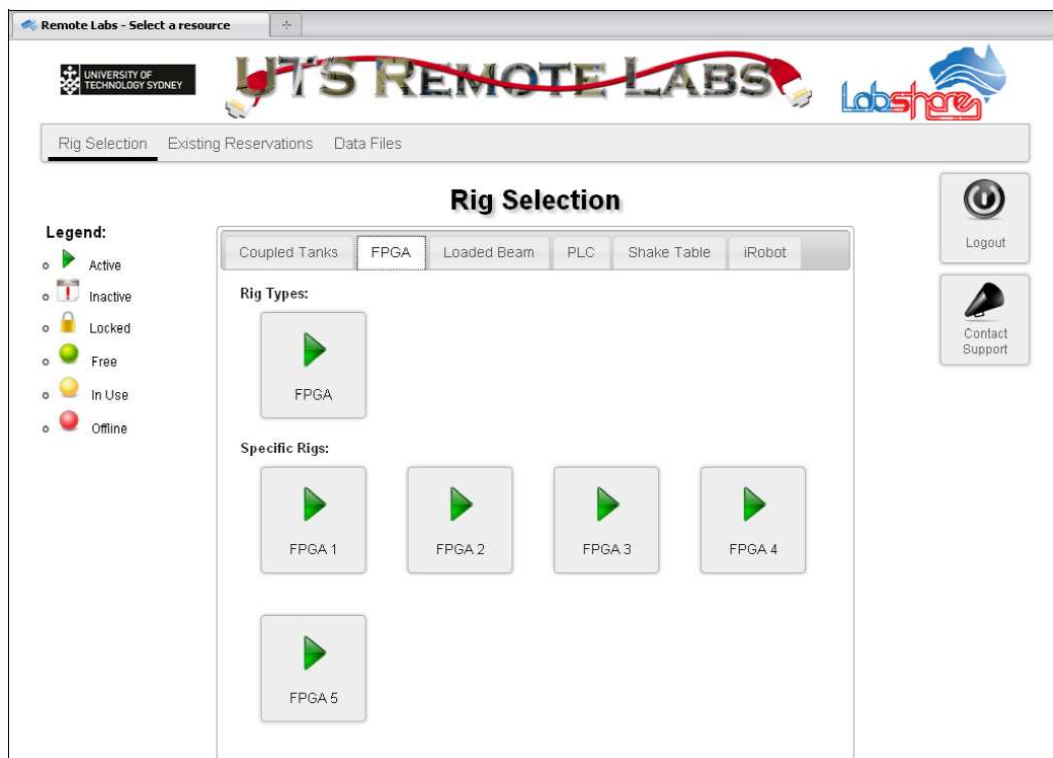 Remote Labs - Select a resource
UNIVERSITY OF
TECHNOLOGY SYDNEY
UTS REMOTE LABS
Labshare
Rig Selection Existing Reservations Data Files
Rig Selection
Logout
Contact
Support
Legend:
Active
Inactive
Locked
Free
In Use
Offline
Coupled Tanks FPGA Loaded Beam PLC Shake Table iRobot
Rig Types:
FPGA
Specific Rigs:
FPGA 1 FPGA 2 FPGA 3 FPGA 4
FPGA 5